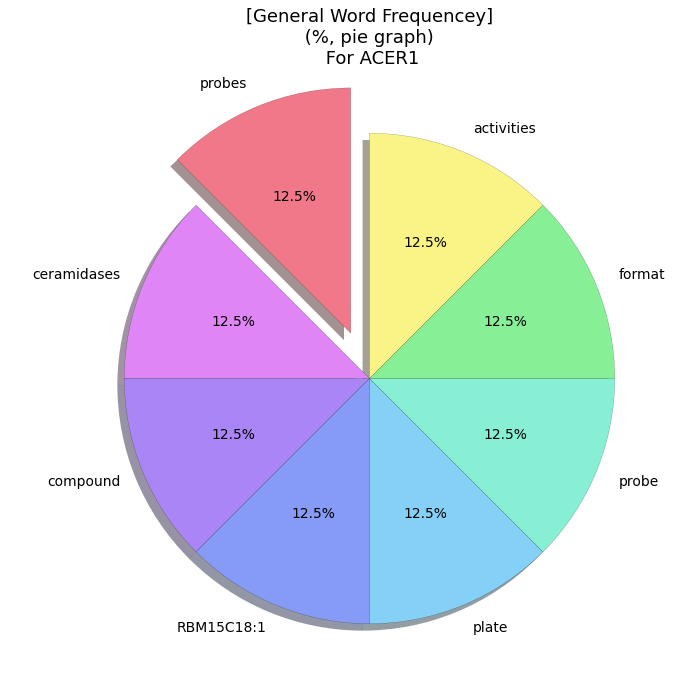 [General Word Frequencey]
(%, pie graph)
For ACER1
probes
activities
12.5%
12.5%
ceramidases
format
12.5%
12.5%
12.5%
12.5%
compound
probe
12.5%
12.5%
RBM15C18:1
plate